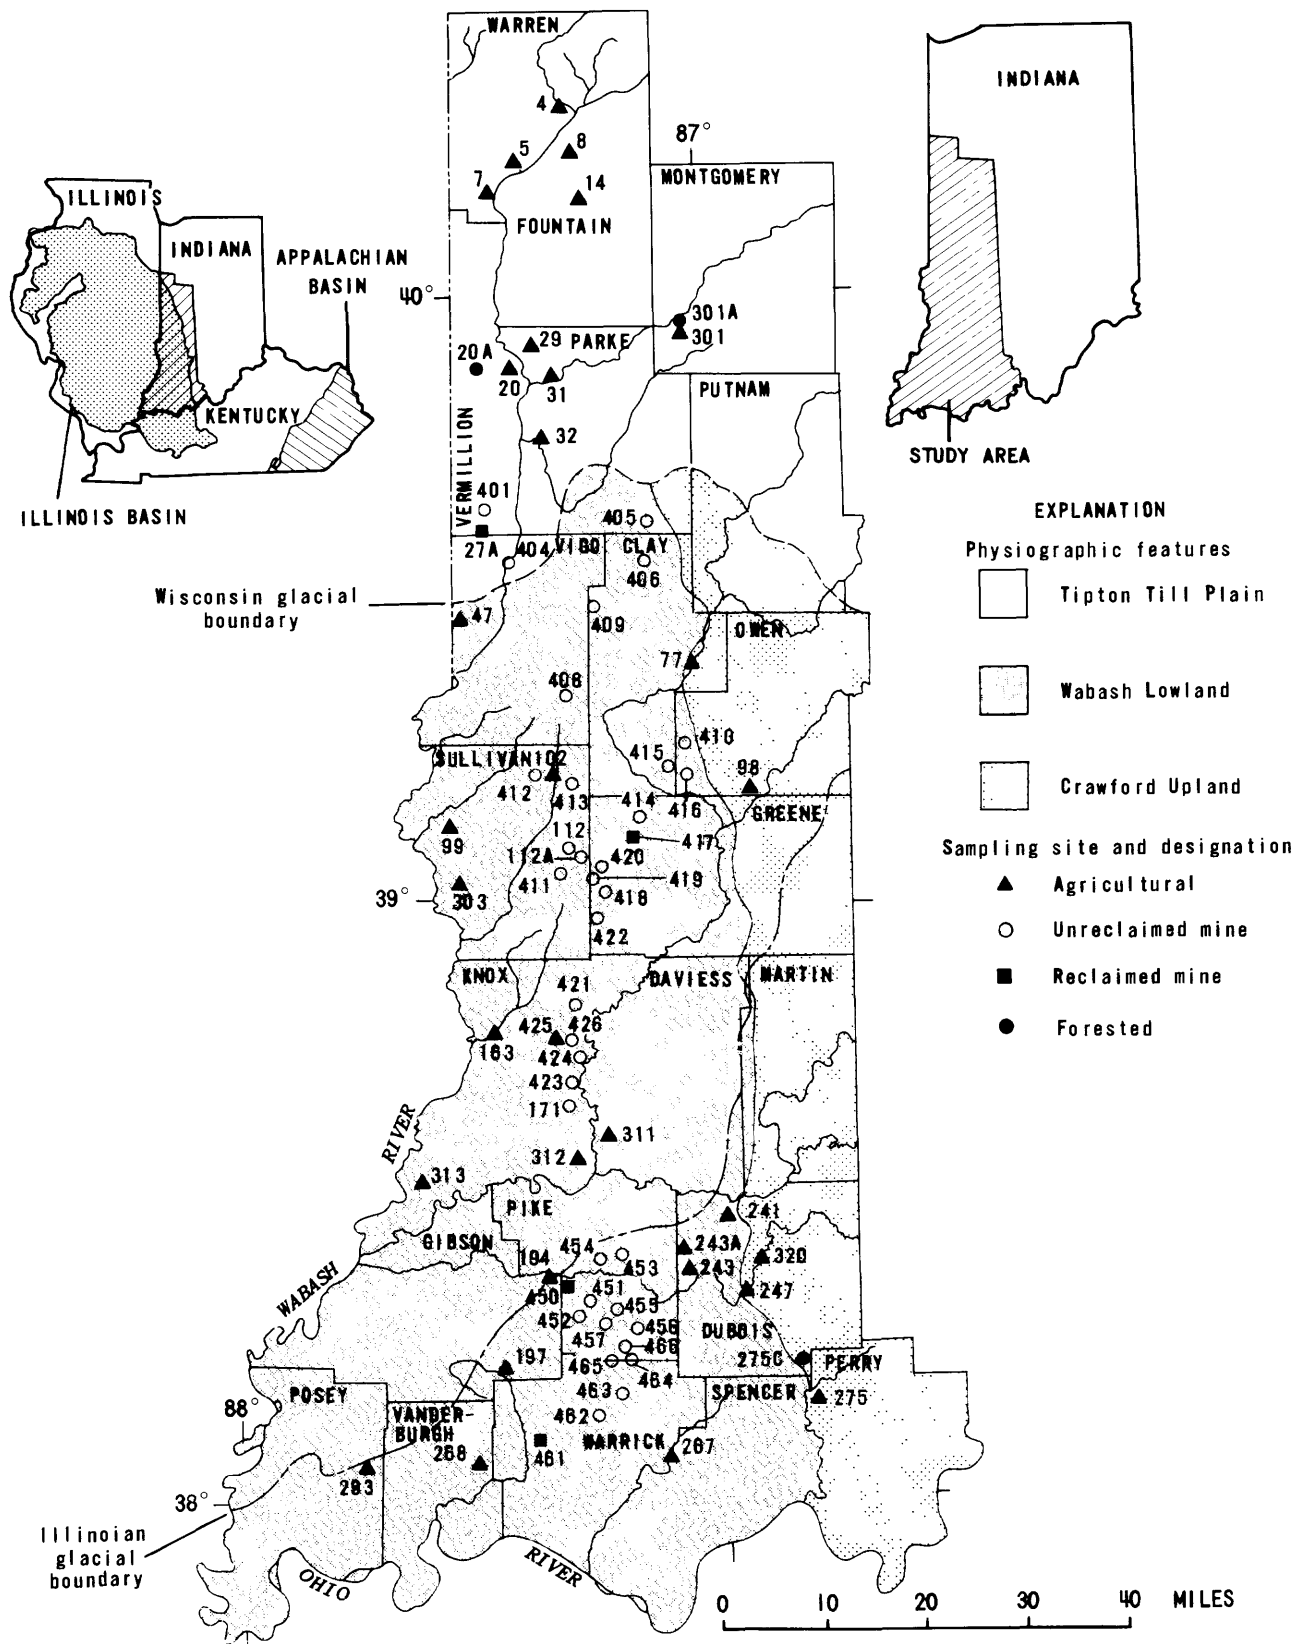 WARREN
4
8
5
7
14
FOUNTAIN
87°
MONTGOMERY
INDIANA
ILLINOIS
INDIANA
APPALACHIAN
BASIN
KENTUCKY
ILLINOIS BASIN
STUDY AREA
40°
301A
301
29
PARKE
20A
20
31
PUTNAM
32
VERMILLION
401
405
27A
404
VIGO
CLAY
406
Wisconsin glacial
boundary
47
409
OWEN
77
408
410
415
SULLIVAN
102
98
412
413
414
416
GREENE
99
112
417
112A
420
411
419
303
418
39°
422
KNOX
DAVIESS
MARTIN
421
425
426
163
424
423
171
311
RIVER
312
313
PIKE
241
GIBSON
454
243A
320
194
453
243
WABASH
450
451
247
455
452
456
457
DUBOIS
466
197
465
275C
PERRY
464
POSEY
463
SPENCER
275
88°
VANDER-
BURGH
462
WARRICK
268
461
267
293
38°
Illinoian
glacial
boundary
OHIO
RIVER
EXPLANATION
Physiographic features
Tipton Till Plain
Wabash Lowland
Crawford Upland
Sampling site and designation
Agricultural
Unreclaimed mine
Reclaimed mine
Forested
0 10 20 30 40 MILES